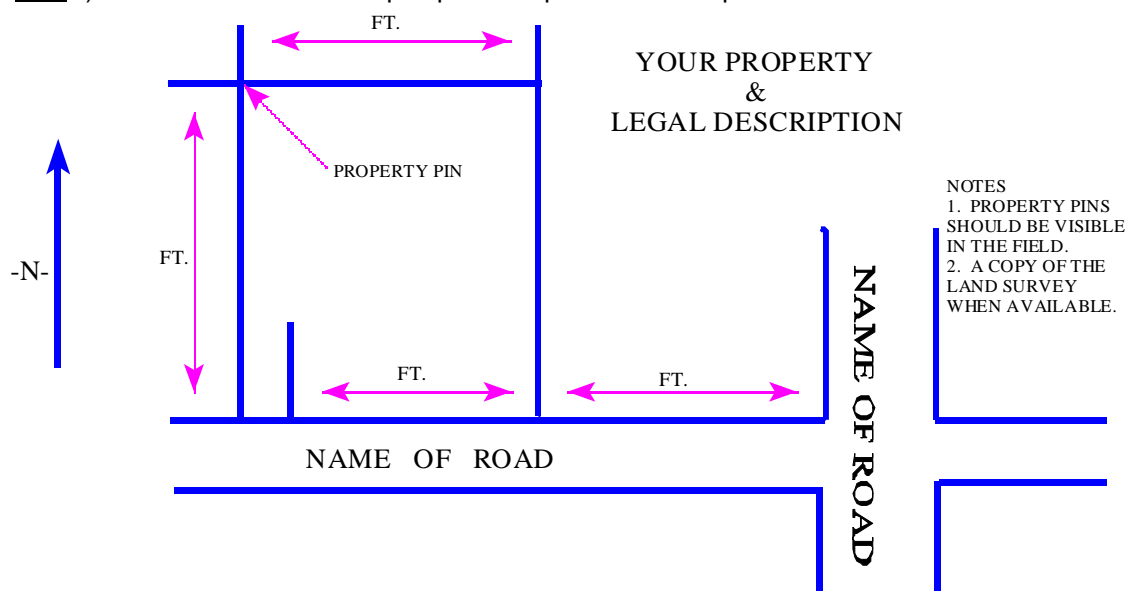 FT.
YOUR PROPERTY
&
LEGAL DESCRIPTION
PROPERTY PIN
NOTES
1. PROPERTY PINS
SHOULD BE VISIBLE
IN THE FIELD.
2. A COPY OF THE
LAND SURVEY
WHEN AVAILABLE.
FT.
-N-
FT.
FT.
NAME OF ROAD
NAME OF ROAD